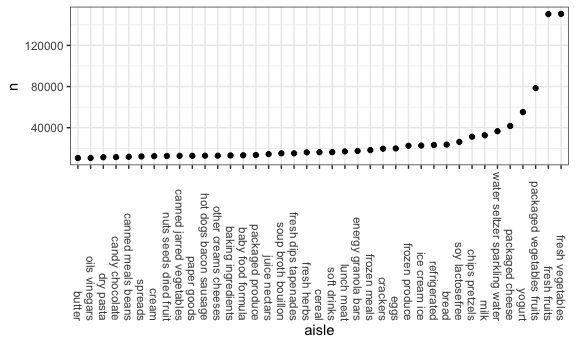 120000
80000
40000
n
butter
oils vinegars
dry pasta
candy chocolate
canned meals beans
spreads
cream
nuts seeds dried fruit
canned jarred vegetables
paper goods
hot dogs bacon sausage
other creams cheeses
baking ingredients
baby food formula
packaged produce
juice nectars
soup broth bouillon
fresh dips tapenades
fresh herbs
cereal
soft drinks
lunch meat
energy granola bars
frozen meals
crackers
eggs
frozen produce
ice cream ice
refrigerated
bread
soy lactosefree
chips pretzels
milk
water seltzer sparkling water
packaged cheese
yogurt
packaged vegetables fruits
fresh fruits
fresh vegetables
aisle